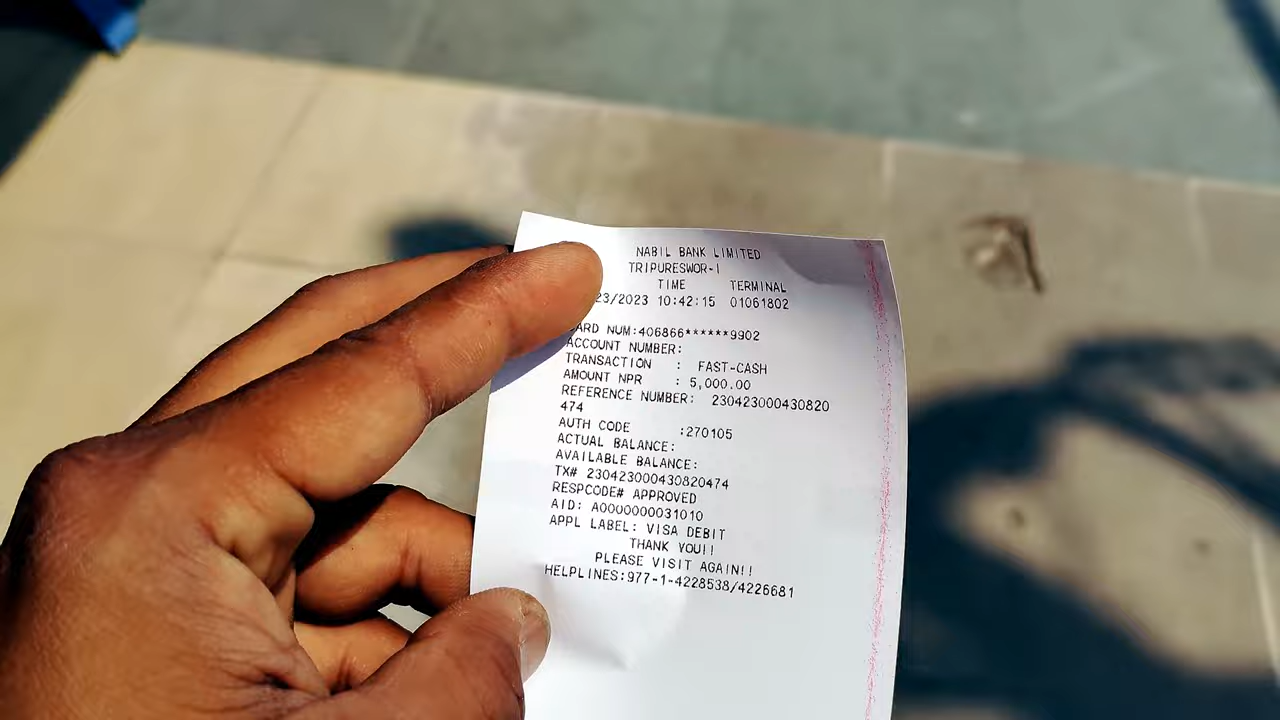 NABIL BANK LIMITED
TRIPURESWOR-1
TIME TERMINAL
23/2023 10:42:15 01061802
ARD NUM:406866******9902
ACCOUNT NUMBER:
TRANSACTION : FAST-CASH
AMOUNT NPR : 5,000.00
REFERENCE NUMBER: 230423000430820
474
AUTH CODE :270105
ACTUAL BALANCE:
AVAILABLE BALANCE:
TX# 230423000430820474
RESPCODE# APPROVED
AID: A0000000031010
APPL LABEL: VISA DEBIT
THANK YOU!!
PLEASE VISIT AGAIN!!
HELPLINES:977-1-4228538/4226681